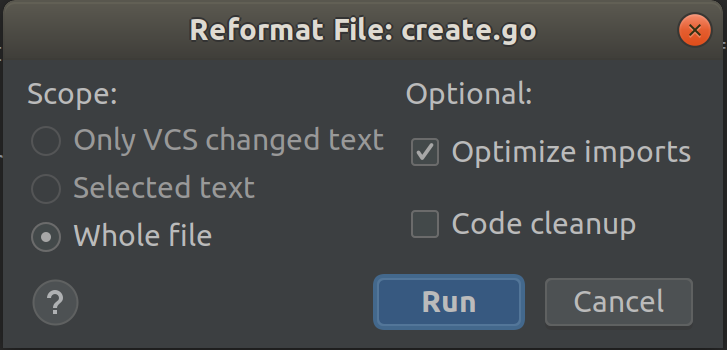 Reformat File: create.go
Scope:
Only VCS changed text
Selected text
Whole file
Optional:
Optimize imports
Code cleanup
?
Run
Cancel